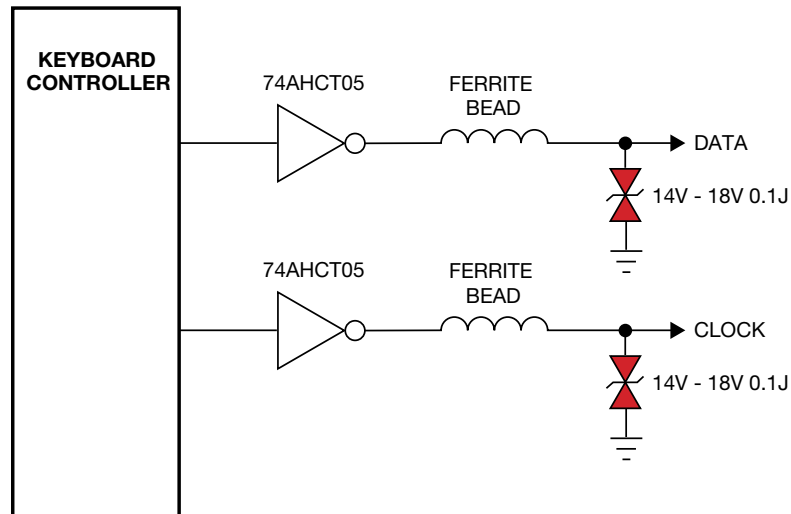 KEYBOARD
CONTROLLER
74AHCT05
FERRITE
BEAD
DATA
14V - 18V 0.1J
74AHCT05
FERRITE
BEAD
CLOCK
14V - 18V 0.1J